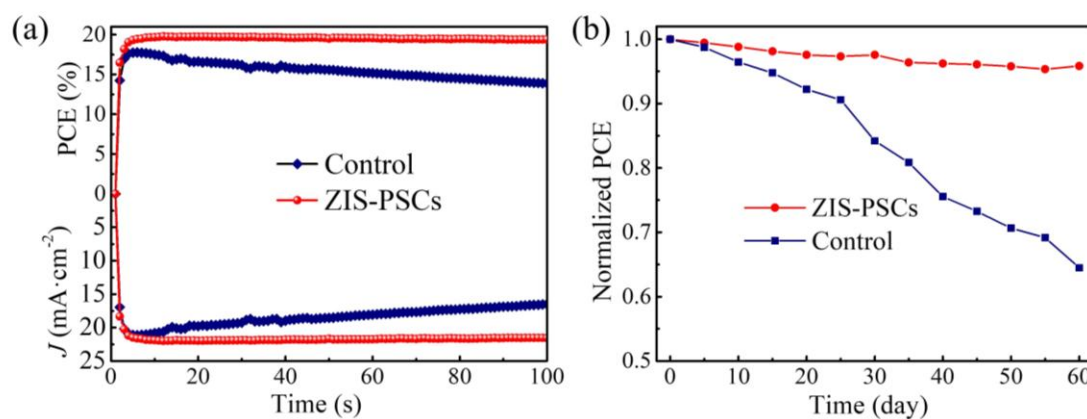 (a)
20
15
10
5
0
5
10
15
20
25
PCE (%)
J (mA·cm⁻²)
Control
ZIS-PSCs
0 20 40 60 80 100
Time (s)
(b)
1.0
0.9
0.8
0.7
0.6
0.5
Normalized PCE
ZIS-PSCs
Control
0 10 20 30 40 50 60
Time (day)